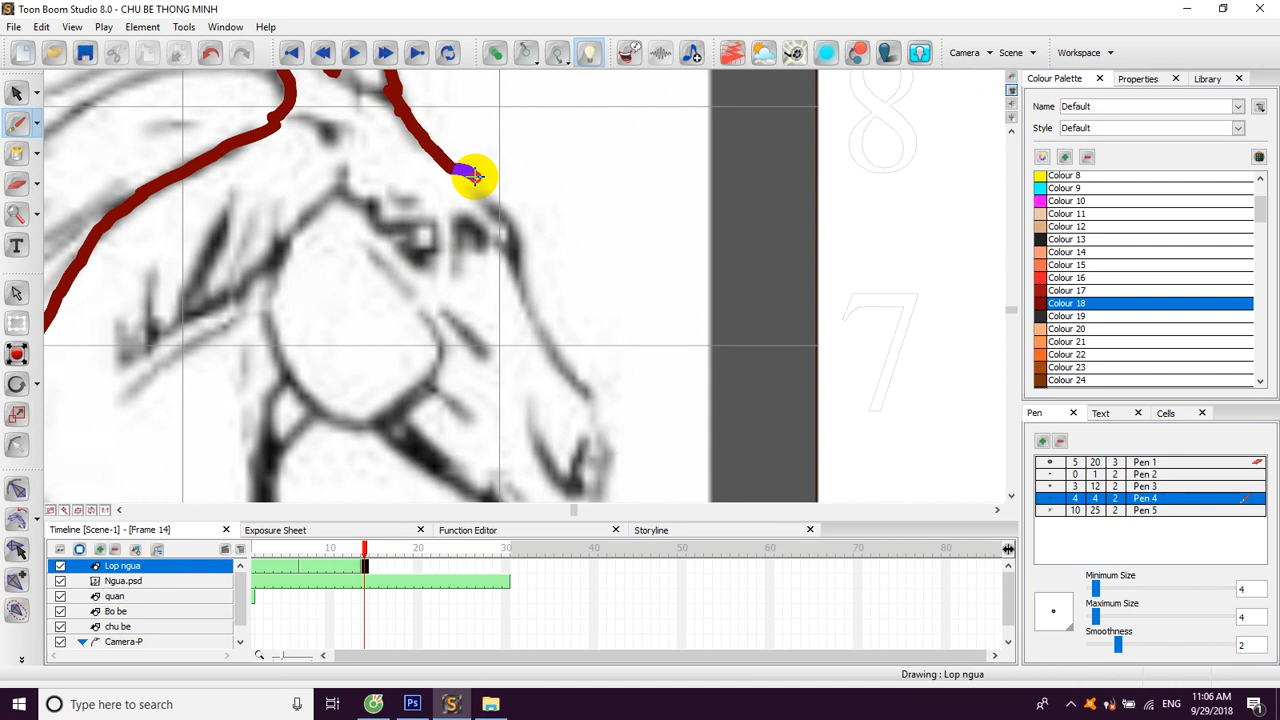 Toon Boom Studio 8.0 - CHU BE THONG MINH
File Edit View Play Element Tools Window Help
Camera Scene Workspace
Colour Palette Properties Library
Name Default
Style Default
Colour 8
Colour 9
Colour 10
Colour 11
Colour 12
Colour 13
Colour 14
Colour 15
Colour 16
Colour 17
Colour 18
Colour 19
Colour 20
Colour 21
Colour 22
Colour 23
Colour 24
8
7
Pen Text Cells
5 20 3 Pen 1
0 1 2 Pen 2
3 12 2 Pen 3
4 4 2 Pen 4
10 25 2 Pen 5
Minimum Size
4
Maximum Size
4
Smoothness
2
Timeline [Scene-1] - [Frame 14] Exposure Sheet Function Editor Storyline
10 20 30 40 50 60 70 80 90
Lop ngua
Ngua.psd
quan
Bo be
chu be
Camera-P
Drawing : Lop ngua
Type here to search
11:06 AM
9/29/2018